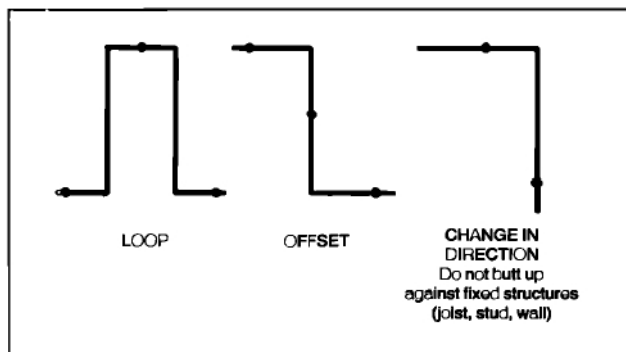 LOOP
OFFSET
CHANGE IN
DIRECTION
Do not butt up
against fixed structures
(joist, stud, wall)